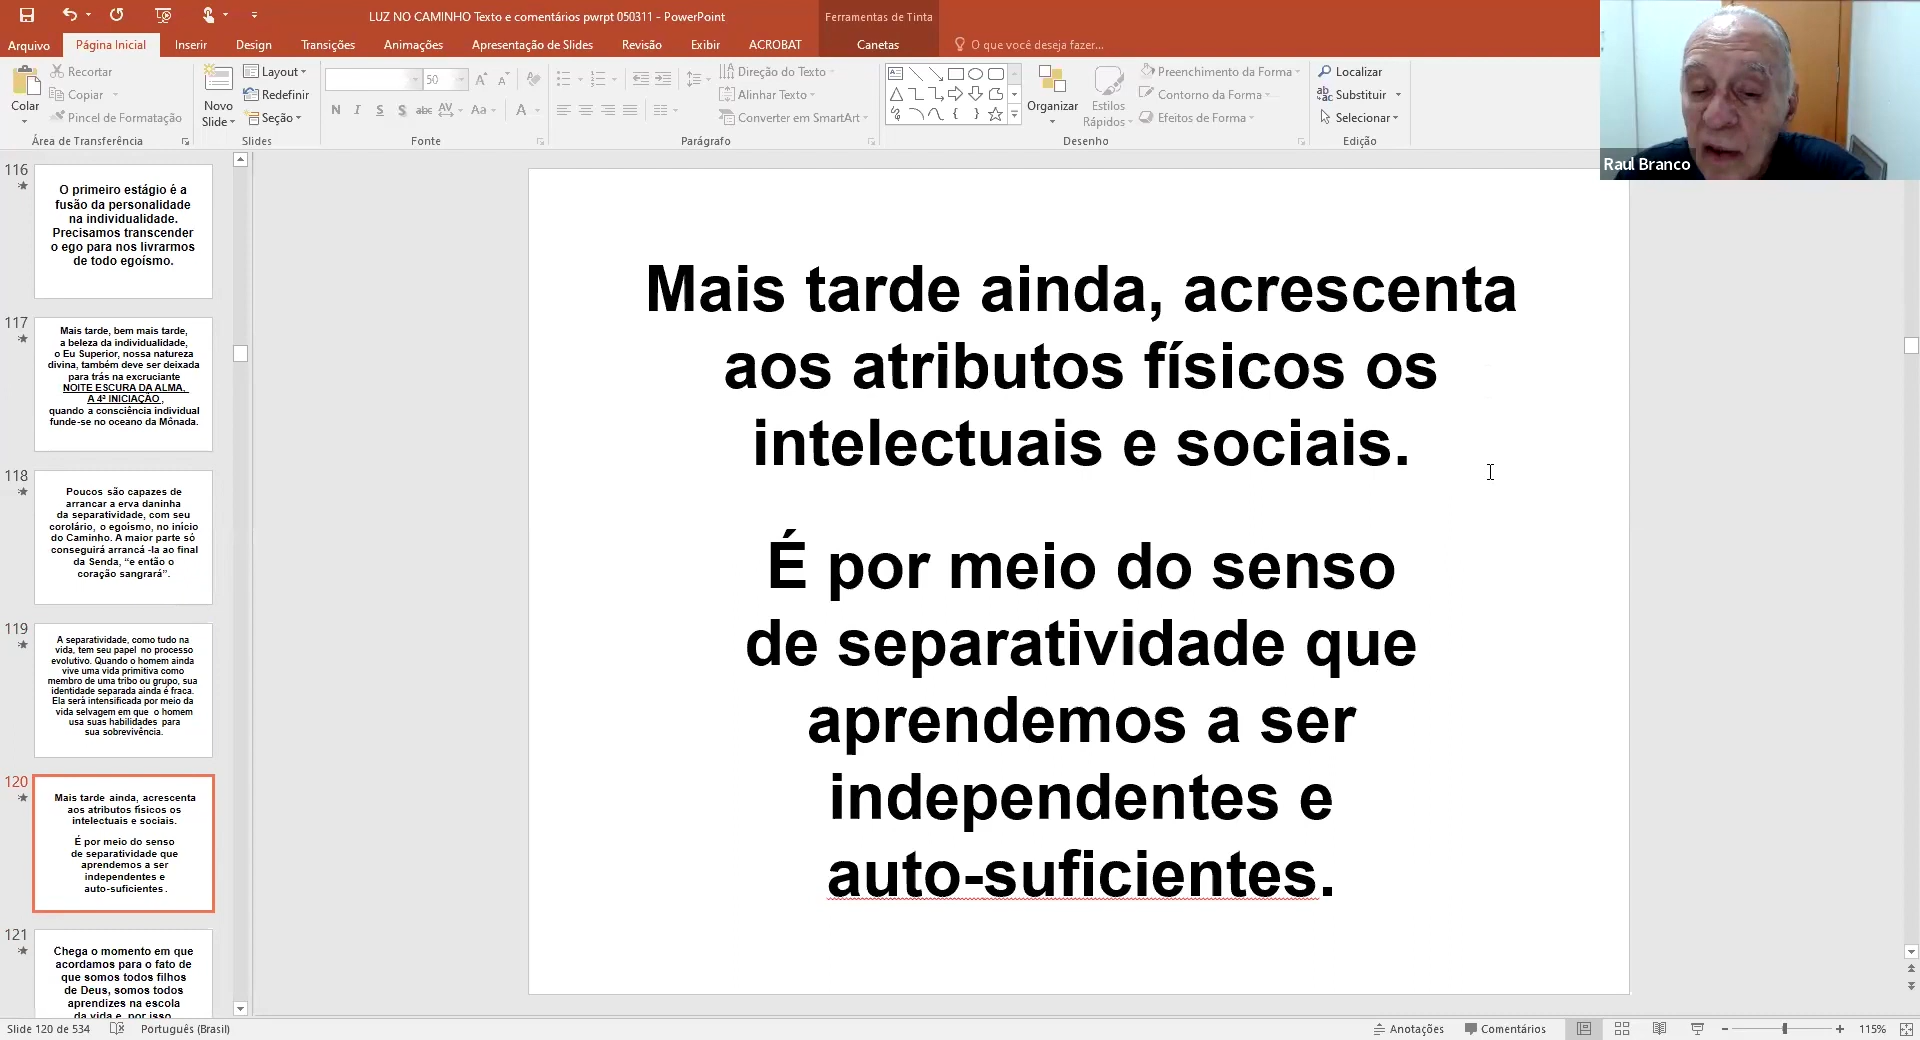 LUZ NO CAMINHO Texto e comentários pwrpt 050311 - PowerPoint
Ferramentas de Tinta
Arquivo
Página Inicial
Inserir
Design
Transições
Animações
Apresentação de Slides
Revisão
Exibir
ACROBAT
Canetas
O que você deseja fazer...
Colar
Recortar
Copiar
Pincel de Formatação
Área de Transferência
Novo
Slide
Layout
Redefinir
Seção
Slides
50
N I S S abc AV Aa A
Fonte
Direção do Texto
Alinhar Texto
Converter em SmartArt
Parágrafo
Organizar
Estilos
Rápidos
Preenchimento da Forma
Contorno da Forma
Efeitos de Forma
Desenho
Localizar
Substituir
Selecionar
Edição
Raul Branco
116
O primeiro estágio é a
fusão da personalidade
na individualidade.
Precisamos transcender
o ego para nos livrarmos
de todo egoísmo.
117
Mais tarde, bem mais tarde,
a beleza da individualidade,
o Eu Superior, nossa natureza
divina, também deve ser deixada
para trás na excruciante
NOITE ESCURA DA ALMA,
A 4ª INICIAÇÃO ,
quando a consciência individual
funde-se no oceano da Mônada.
118
Poucos são capazes de
arrancar a erva daninha
da separatividade, com seu
corolário, o egoísmo, no início
do Caminho. A maior parte só
conseguirá arrancá -la ao final
da Senda, “e então o
coração sangrará”.
119
A separatividade, como tudo na
vida, tem seu papel no processo
evolutivo. Quando o homem ainda
vive uma vida primitiva como
membro de uma tribo ou grupo, sua
identidade separada ainda é fraca.
Ela será intensificada por meio da
vida selvagem em que o homem
usa suas habilidades para
sua sobrevivência.
120
Mais tarde ainda, acrescenta
aos atributos físicos os
intelectuais e sociais.
É por meio do senso
de separatividade que
aprendemos a ser
independentes e
auto-suficientes.
121
Chega o momento em que
acordamos para o fato de
que somos todos filhos
de Deus, somos todos
aprendizes na escola
da vida e, por isso
Mais tarde ainda, acrescenta
aos atributos físicos os
intelectuais e sociais.
É por meio do senso
de separatividade que
aprendemos a ser
independentes e
auto-suficientes.
Slide 120 de 534
Português (Brasil)
Anotações
Comentários
115%